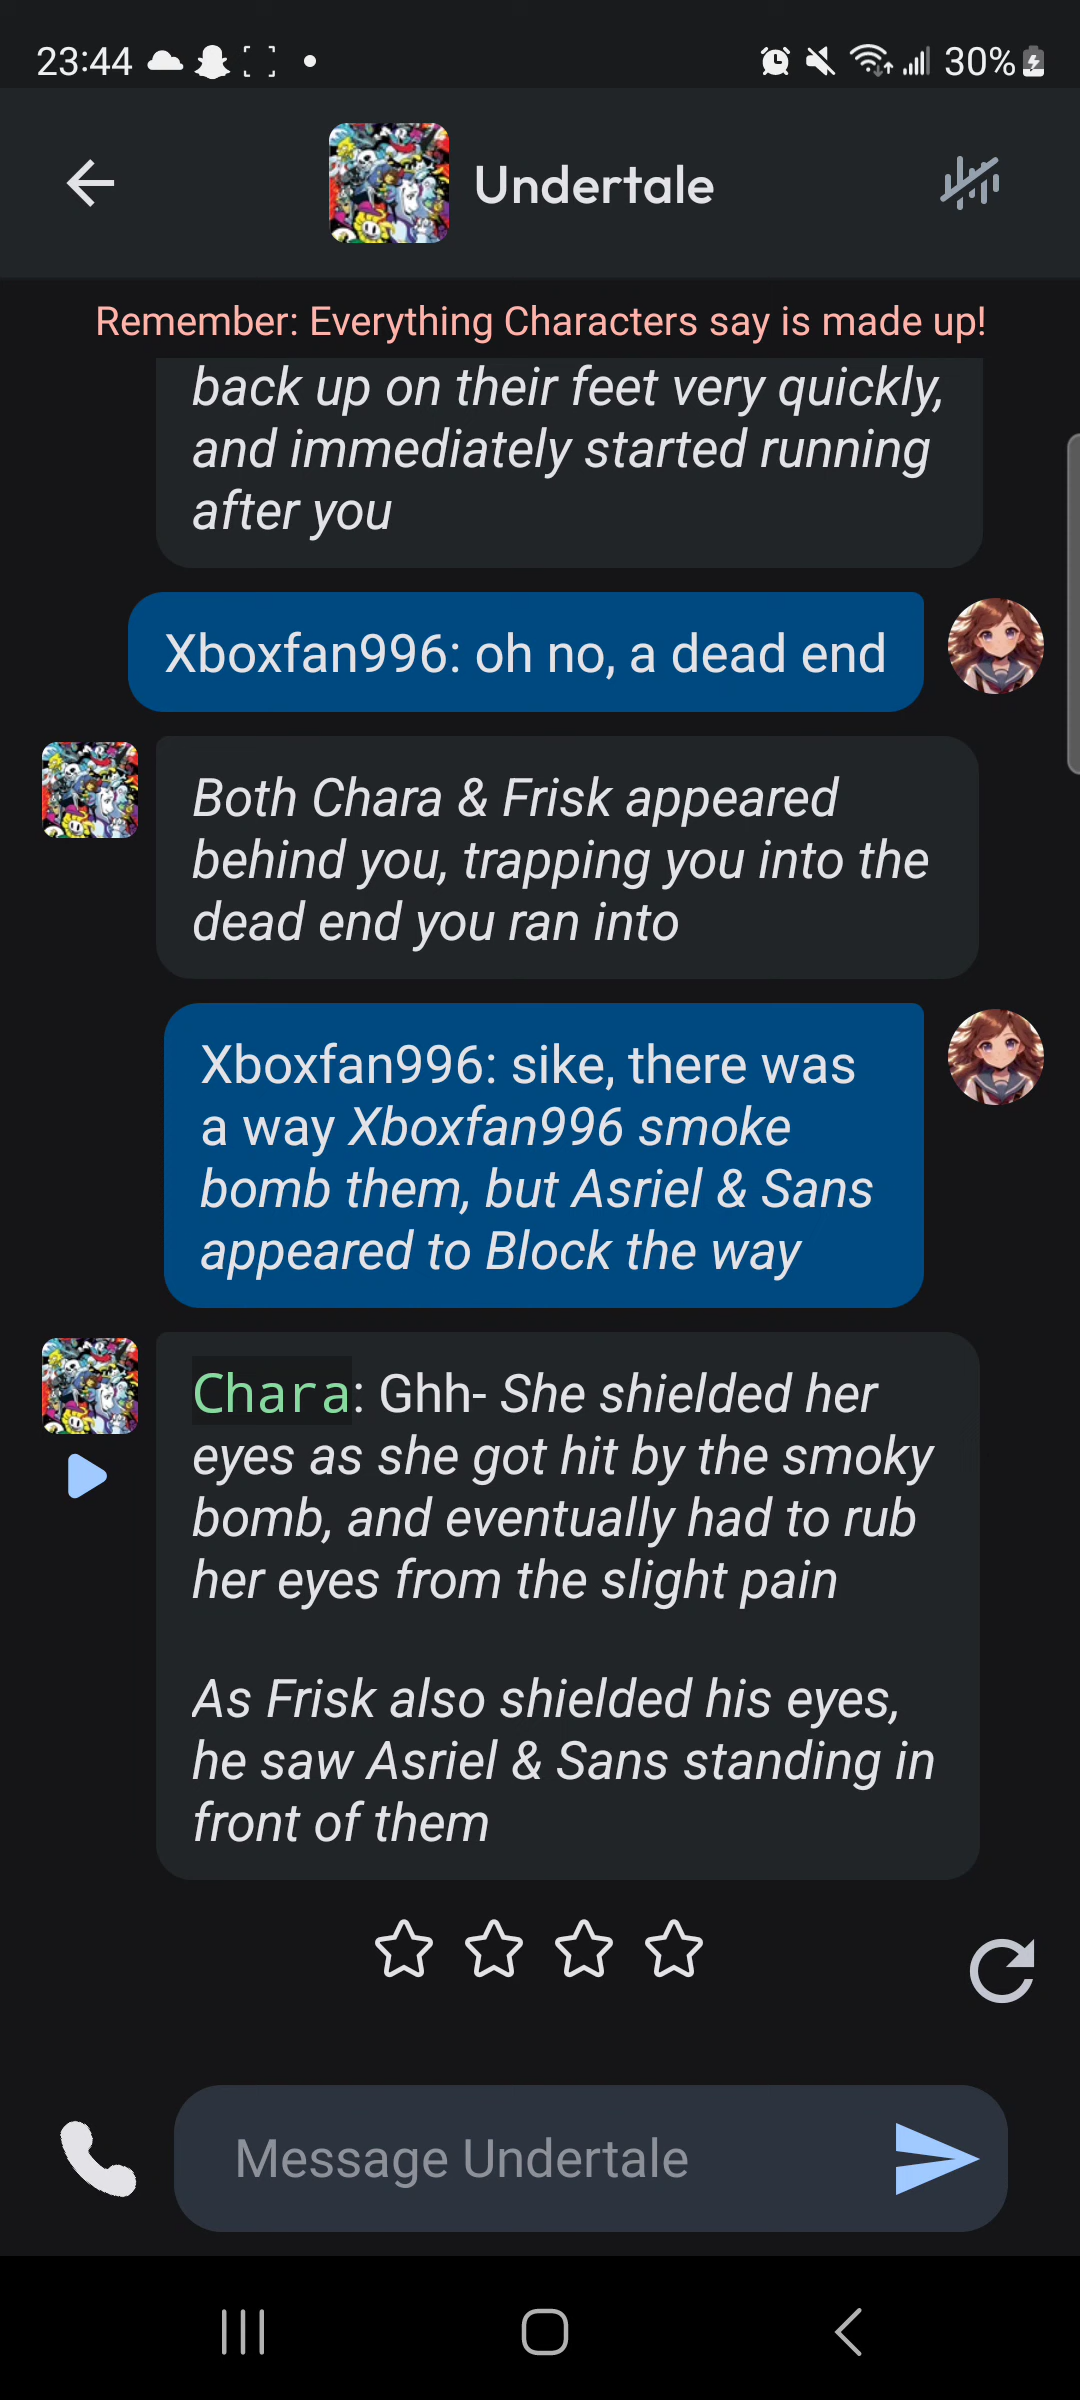 23:44
30%
Undertale
Remember: Everything Characters say is made up!
back up on their feet very quickly,
and immediately started running
after you
Xboxfan996: oh no, a dead end
Both Chara & Frisk appeared
behind you, trapping you into the
dead end you ran into
Xboxfan996: sike, there was
a way Xboxfan996 smoke
bomb them, but Asriel & Sans
appeared to Block the way
Chara: Ghh- She shielded her
eyes as she got hit by the smoky
bomb, and eventually had to rub
her eyes from the slight pain
As Frisk also shielded his eyes,
he saw Asriel & Sans standing in
front of them
Message Undertale